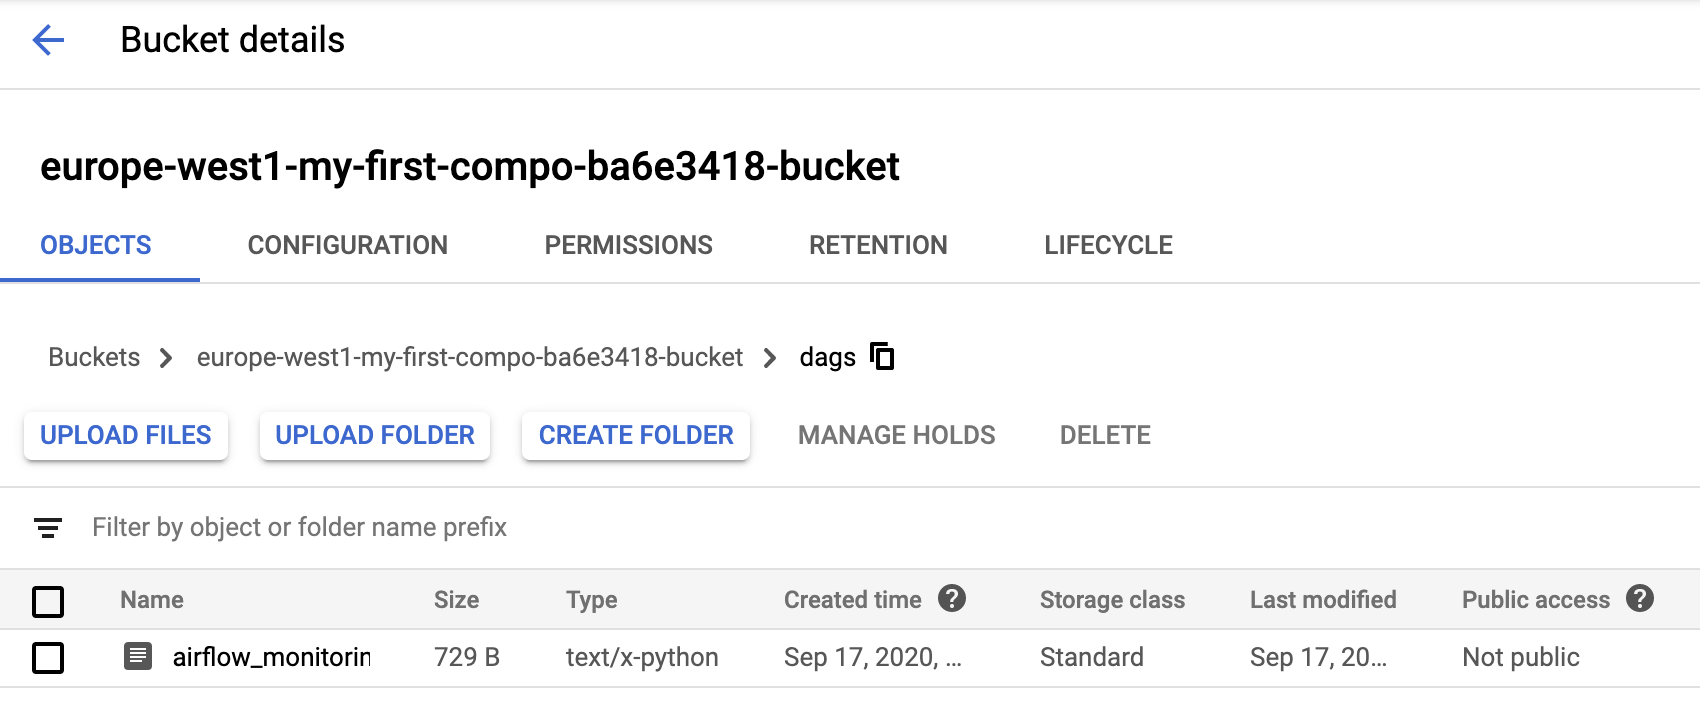 Bucket details
europe-west1-my-first-compo-ba6e3418-bucket
OBJECTS CONFIGURATION PERMISSIONS RETENTION LIFECYCLE
Buckets europe-west1-my-first-compo-ba6e3418-bucket dags
UPLOAD FILES UPLOAD FOLDER CREATE FOLDER MANAGE HOLDS DELETE
Filter by object or folder name prefix
Name Size Type Created time ? Storage class Last modified Public access ?
airflow_monitorin 729 B text/x-python Sep 17, 2020, ... Standard Sep 17, 20... Not public